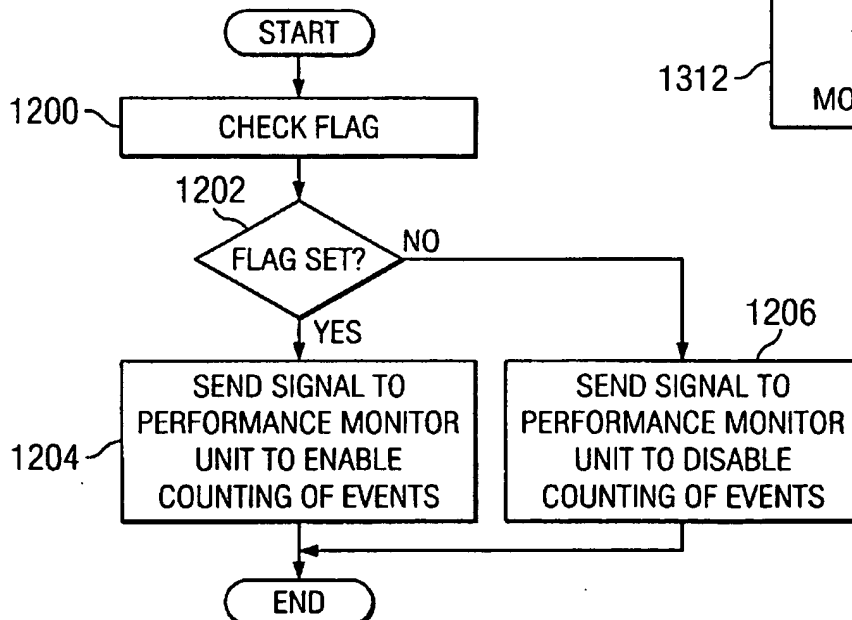 START
1200
CHECK FLAG
1312
MO
1202
FLAG SET?
NO
YES
1206
1204
SEND SIGNAL TO
PERFORMANCE MONITOR
UNIT TO ENABLE
COUNTING OF EVENTS
SEND SIGNAL TO
PERFORMANCE MONITOR
UNIT TO DISABLE
COUNTING OF EVENTS
END